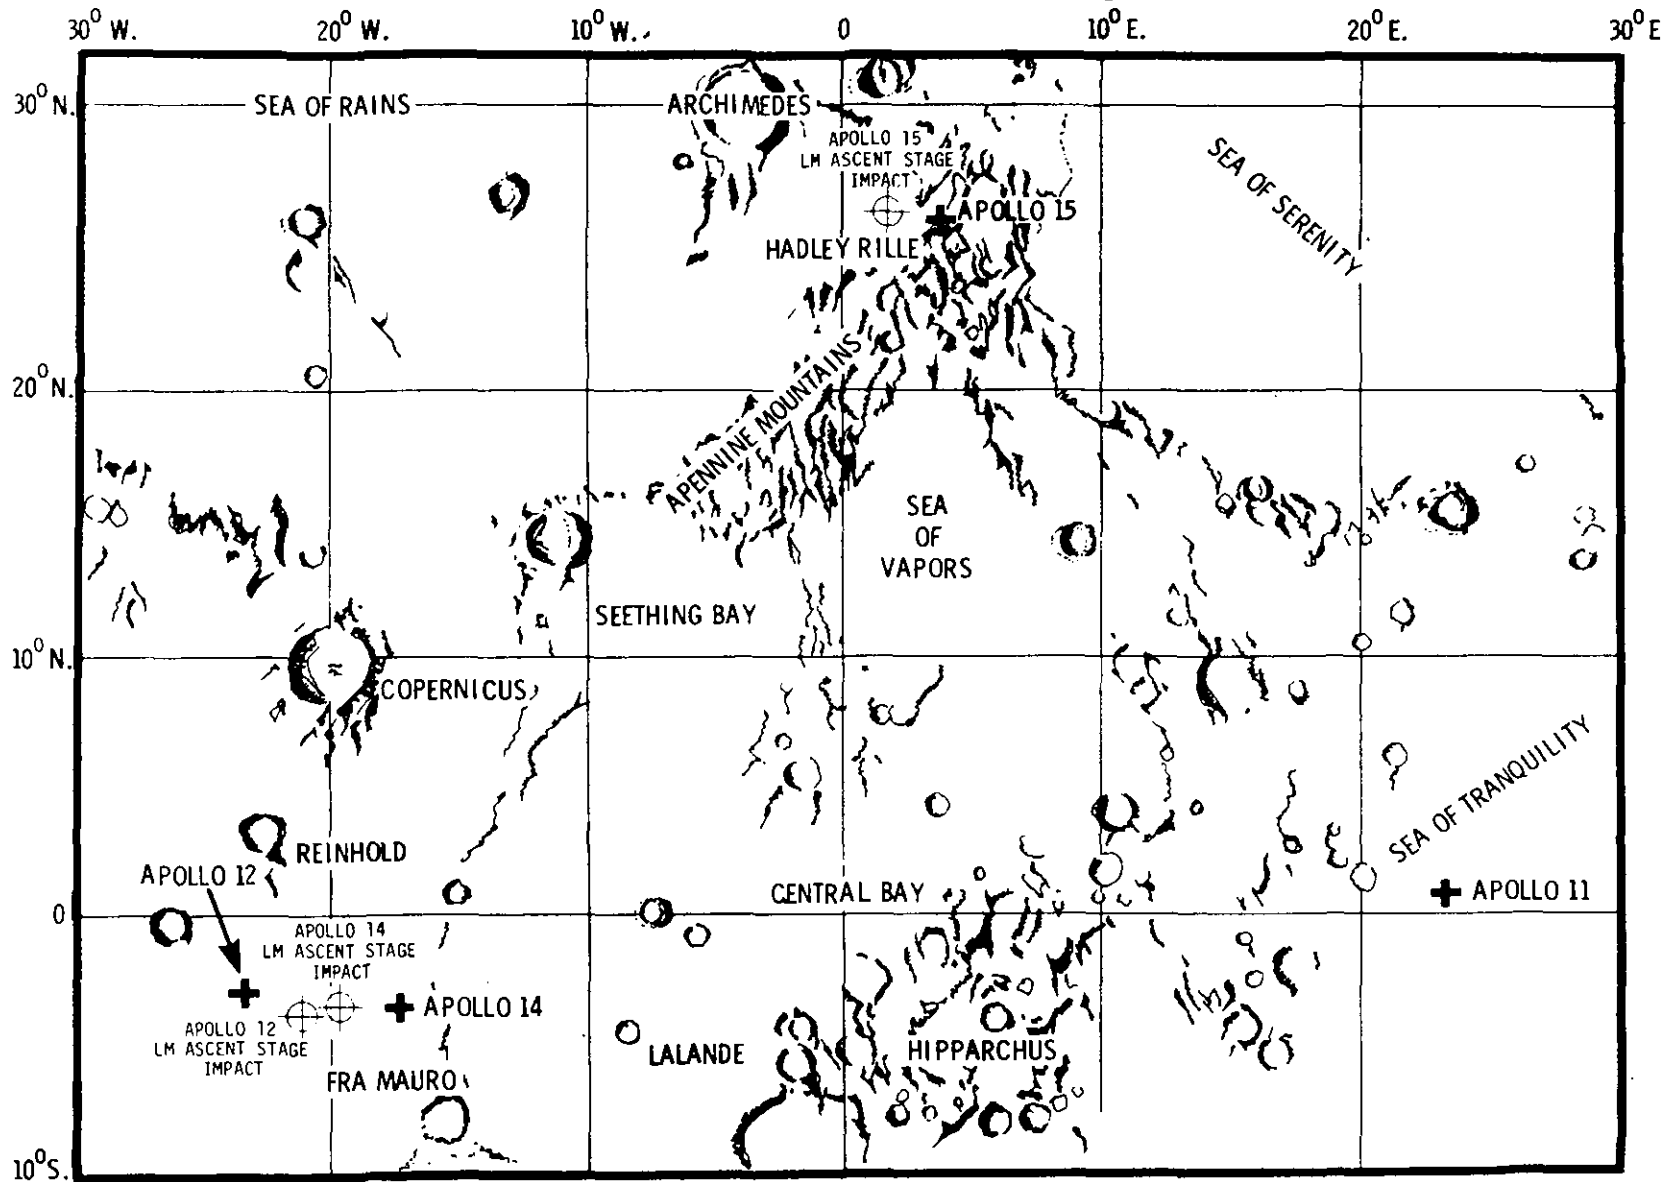 30° W. 20° W. 10° W. 0 10° E. 20° E. 30° E
30° N.
SEA OF RAINS
ARCHIMEDES
APOLLO 15
LM ASCENT STAGE
IMPACT
APOLLO 15
HADLEY RILLE
SEA OF SERENITY
20° N.
APENNINE MOUNTAINS
SEA
OF
VAPORS
SEETHING BAY
10° N.
COPERNICUS
SEA OF TRANQUILITY
REINHOLD
APOLLO 12
CENTRAL BAY
APOLLO 11
0
APOLLO 14
LM ASCENT STAGE
IMPACT
APOLLO 14
APOLLO 12
LM ASCENT STAGE
IMPACT
LALANDE
HIPPARCHUS
FRA MAURO
10° S.